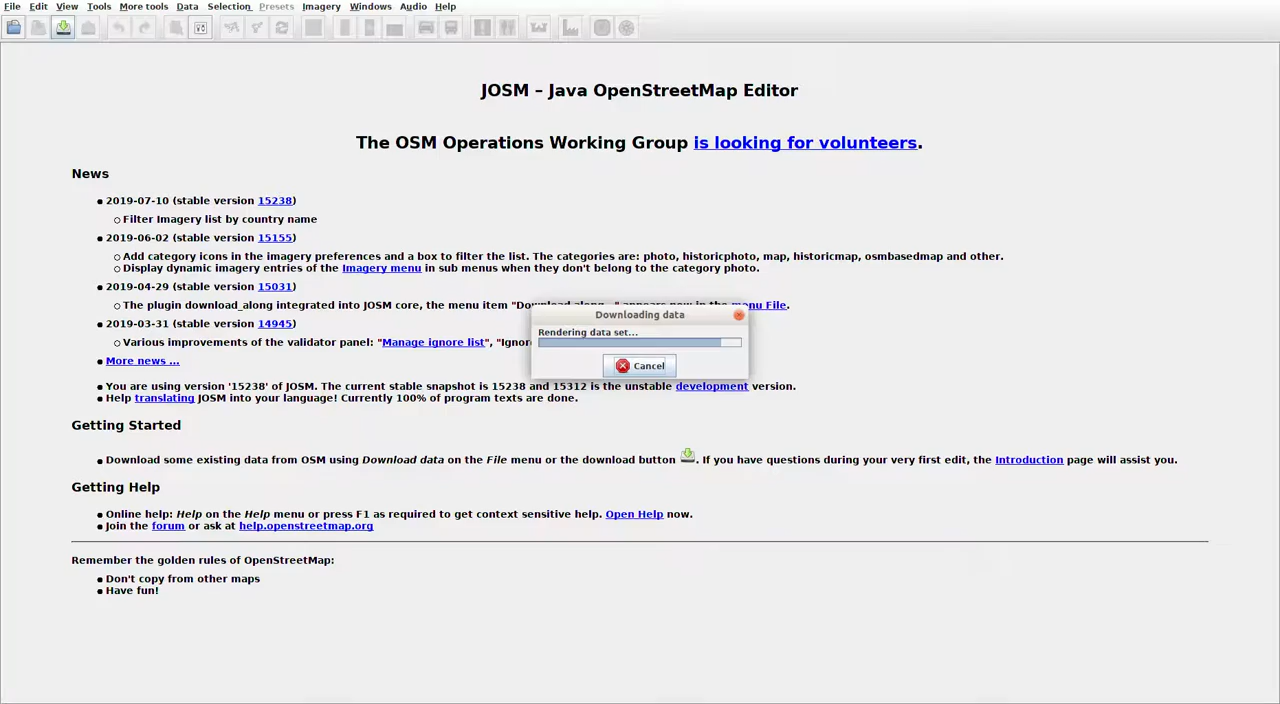 File Edit View Tools More tools Data Selection Presets Imagery Windows Audio Help
JOSM – Java OpenStreetMap Editor
The OSM Operations Working Group is looking for volunteers.
News
2019-07-10 (stable version 15238)
Filter Imagery list by country name
2019-06-02 (stable version 15155)
Add category icons in the imagery preferences and a box to filter the list. The categories are: photo, historicphoto, map, historicmap, osmbasedmap and other.
Display dynamic imagery entries of the Imagery menu in sub menus when they don't belong to the category photo.
2019-04-29 (stable version 15031)
The plugin download_along integrated into JOSM core, the menu item "Download along..." appears now in the menu File.
Downloading data
Rendering data set...
Cancel
2019-03-31 (stable version 14945)
Various improvements of the validator panel: "Manage ignore list", "Ignor
More news ...
You are using version '15238' of JOSM. The current stable snapshot is 15238 and 15312 is the unstable development version.
Help translating JOSM into your language! Currently 100% of program texts are done.
Getting Started
Download some existing data from OSM using Download data on the File menu or the download button . If you have questions during your very first edit, the Introduction page will assist you.
Getting Help
Online help: Help on the Help menu or press F1 as required to get context sensitive help. Open Help now.
Join the forum or ask at help.openstreetmap.org
Remember the golden rules of OpenStreetMap:
Don't copy from other maps
Have fun!